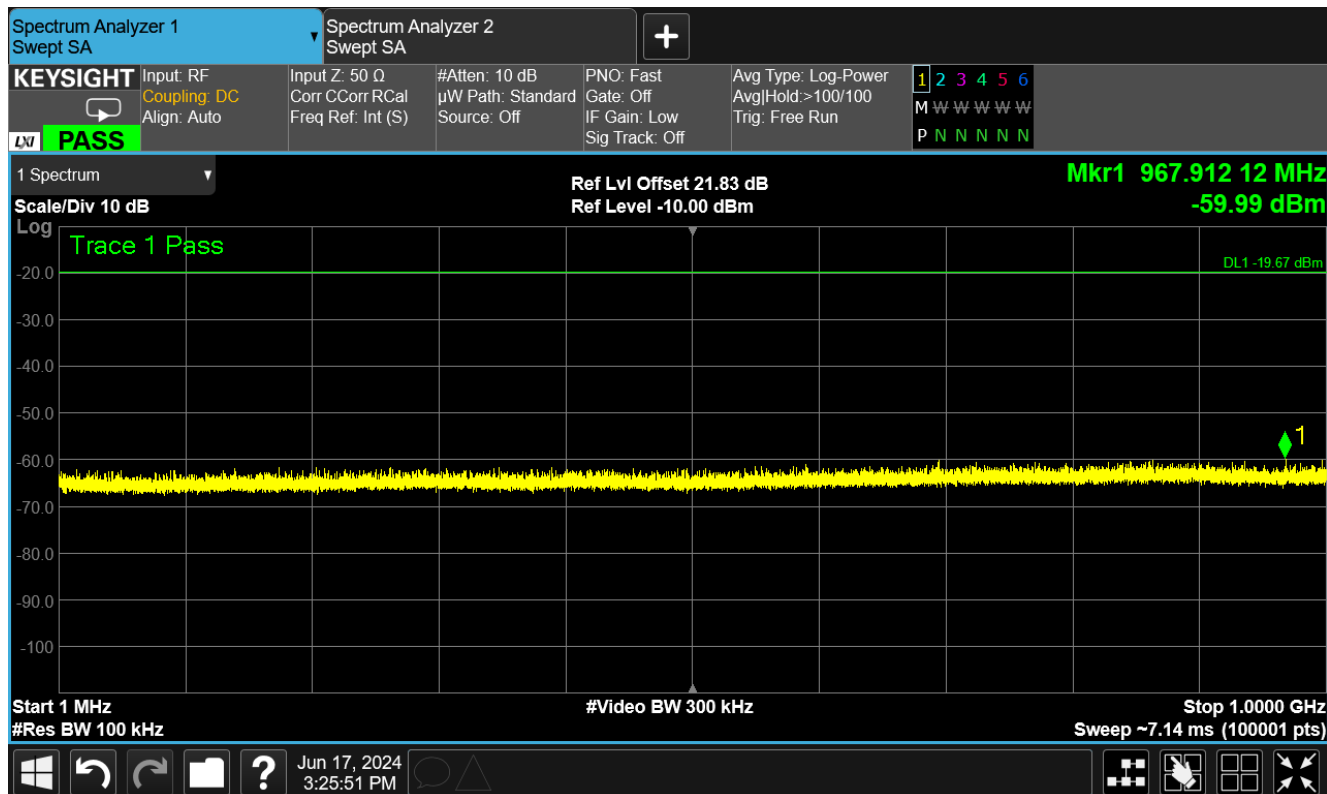 Spectrum Analyzer 1
Swept SA
Spectrum Analyzer 2
Swept SA
KEYSIGHT
LXI
PASS
Input: RF
Coupling: DC
Align: Auto
Input Z: 50 Ω
Corr CCorr RCal
Freq Ref: Int (S)
#Atten: 10 dB
µW Path: Standard
Source: Off
PNO: Fast
Gate: Off
IF Gain: Low
Sig Track: Off
Avg Type: Log-Power
Avg|Hold:>100/100
Trig: Free Run
1 2 3 4 5 6
M W W W W W
P N N N N N
1 Spectrum
Scale/Div 10 dB
Ref Lvl Offset 21.83 dB
Ref Level -10.00 dBm
Mkr1 967.912 12 MHz
-59.99 dBm
Log
Trace 1 Pass
DL1 -19.67 dBm
-20.0
-30.0
-40.0
-50.0
1
-60.0
-70.0
-80.0
-90.0
-100
Start 1 MHz
#Video BW 300 kHz
Stop 1.0000 GHz
#Res BW 100 kHz
Sweep ~7.14 ms (100001 pts)
?
Jun 17, 2024
3:25:51 PM